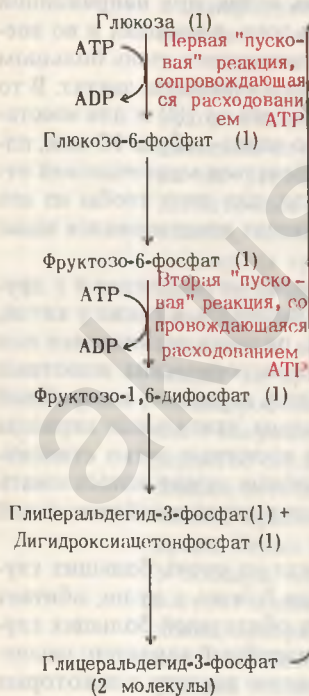 Глюкоза (1)
ATP
ADP
Первая "пуско-
вая" реакция,
сопровождающая
ся расходовани
ем ATP
Глюкозо-6-фосфат (1)
Фруктозо-6-фосфат (1)
ATP
ADP
Вторая "пуско-
вая" реакция, со
провождающаяся
расходованием
ATP
Фруктозо-1,6-дифосфат (1)
Глицеральдегид-3-фосфат(1) +
Дигидроксиацетонфосфат (1)
Глицеральдегид-3-фосфат
(2 молекулы)
akus